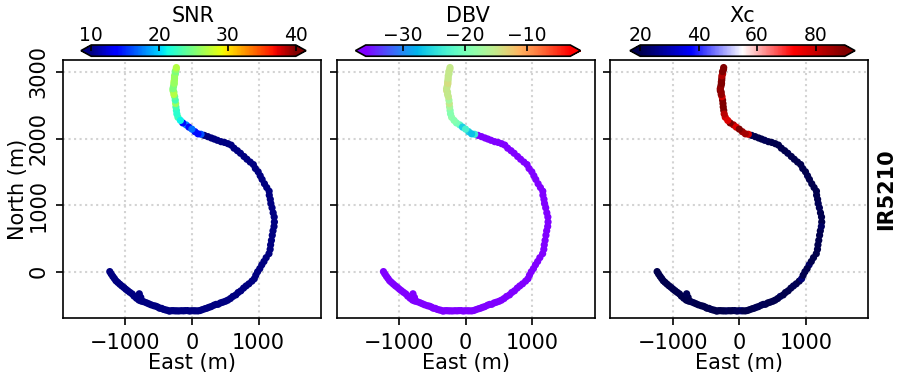 SNR DBV Xc
10 20 30 40 −30 −20 −10 20 40 60 80
3000
2000
1000
0
North (m)
IR5210
−1000 0 1000 −1000 0 1000 −1000 0 1000
East (m) East (m) East (m)